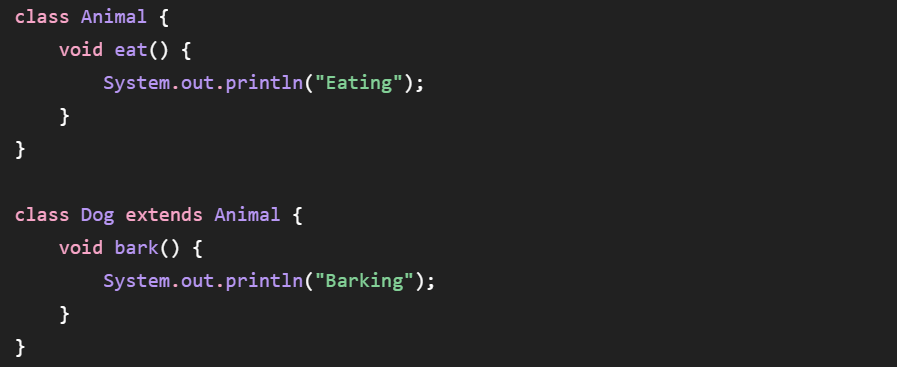 class Animal {
    void eat() {
        System.out.println("Eating");
    }
}

class Dog extends Animal {
    void bark() {
        System.out.println("Barking");
    }
}